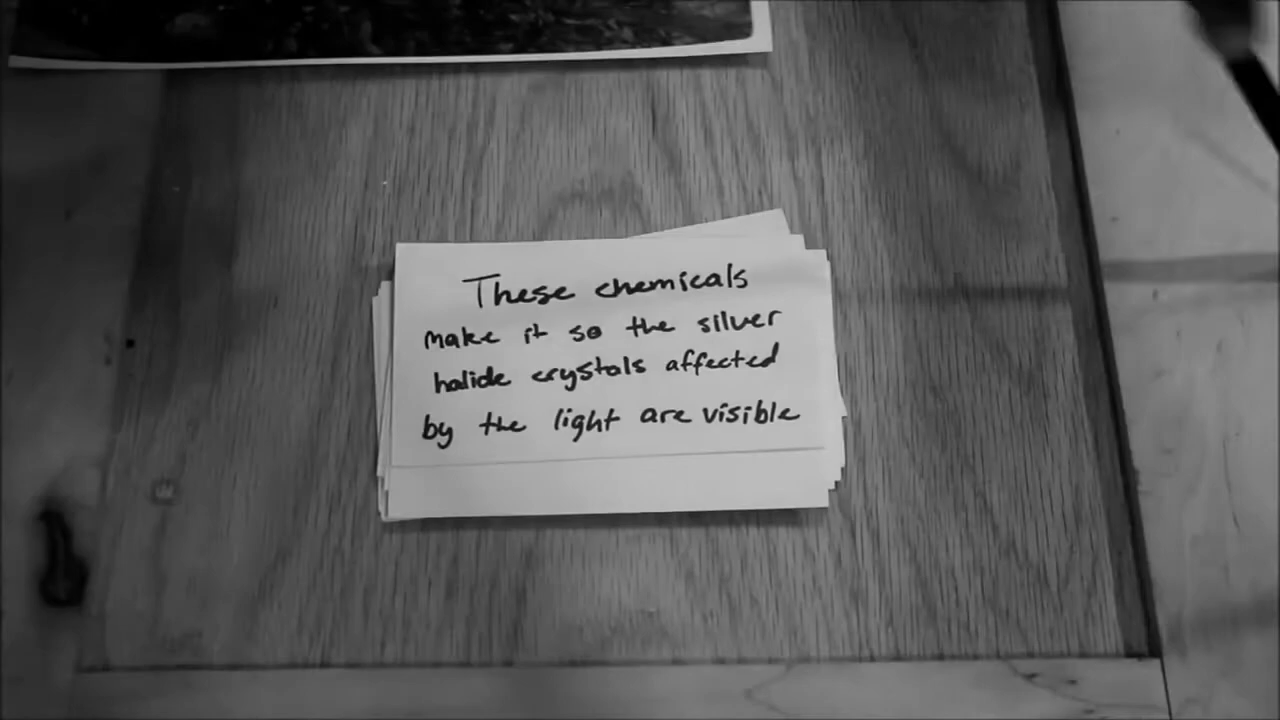 These chemicals
make it so the silver
halide crystals affected
by the light are visible